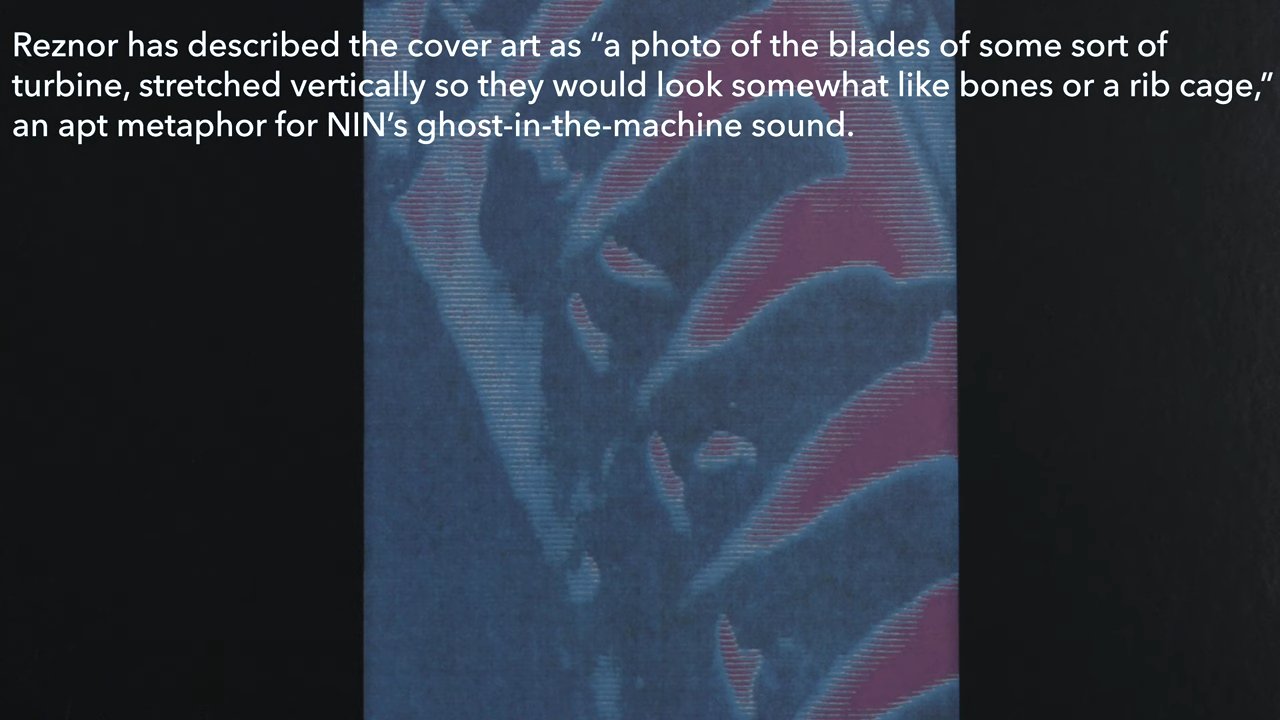 Reznor has described the cover art as “a photo of the blades of some sort of
turbine, stretched vertically so they would look somewhat like bones or a rib cage,”
an apt metaphor for NIN’s ghost-in-the-machine sound.